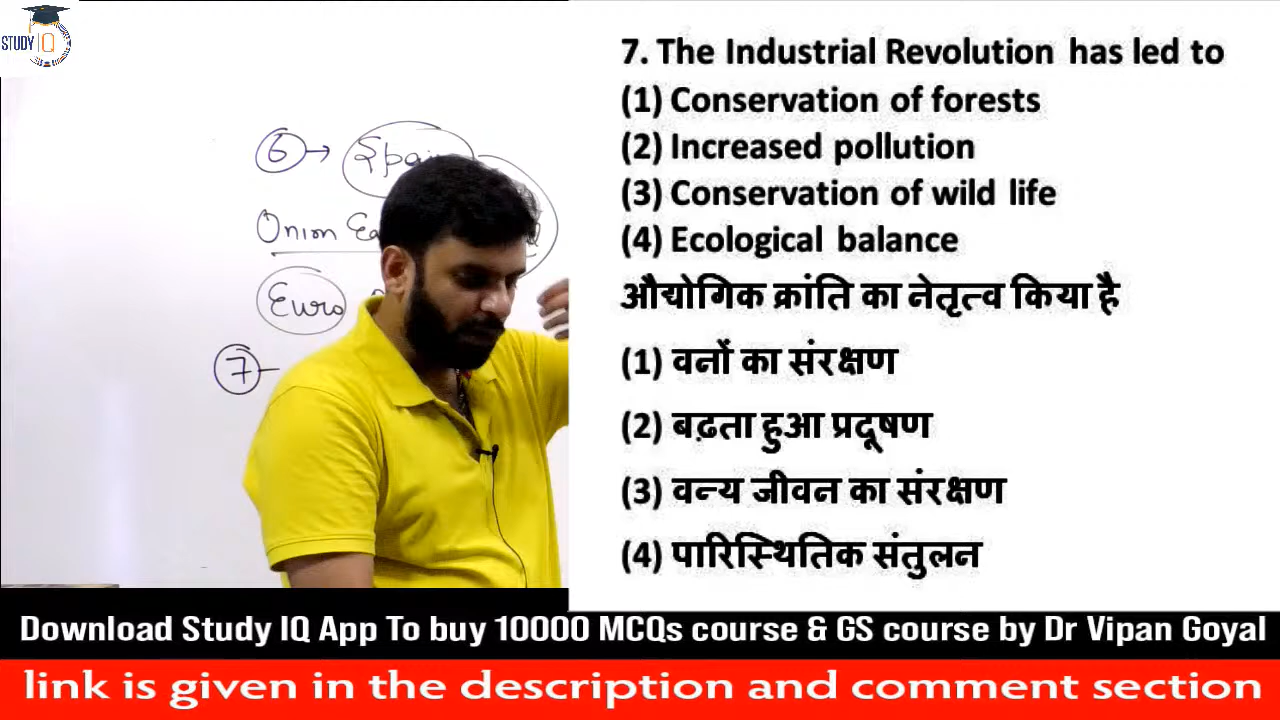 STUDY IQ
6 →
Onion
Euro
7 -
7. The Industrial Revolution has led to
(1) Conservation of forests
(2) Increased pollution
(3) Conservation of wild life
(4) Ecological balance
औद्योगिक क्रांति का नेतृत्व किया है
(1) वनों का संरक्षण
(2) बढ़ता हुआ प्रदूषण
(3) वन्य जीवन का संरक्षण
(4) पारिस्थितिक संतुलन
Download Study IQ App To buy 10000 MCQs course & GS course by Dr Vipan Goyal
link is given in the description and comment section